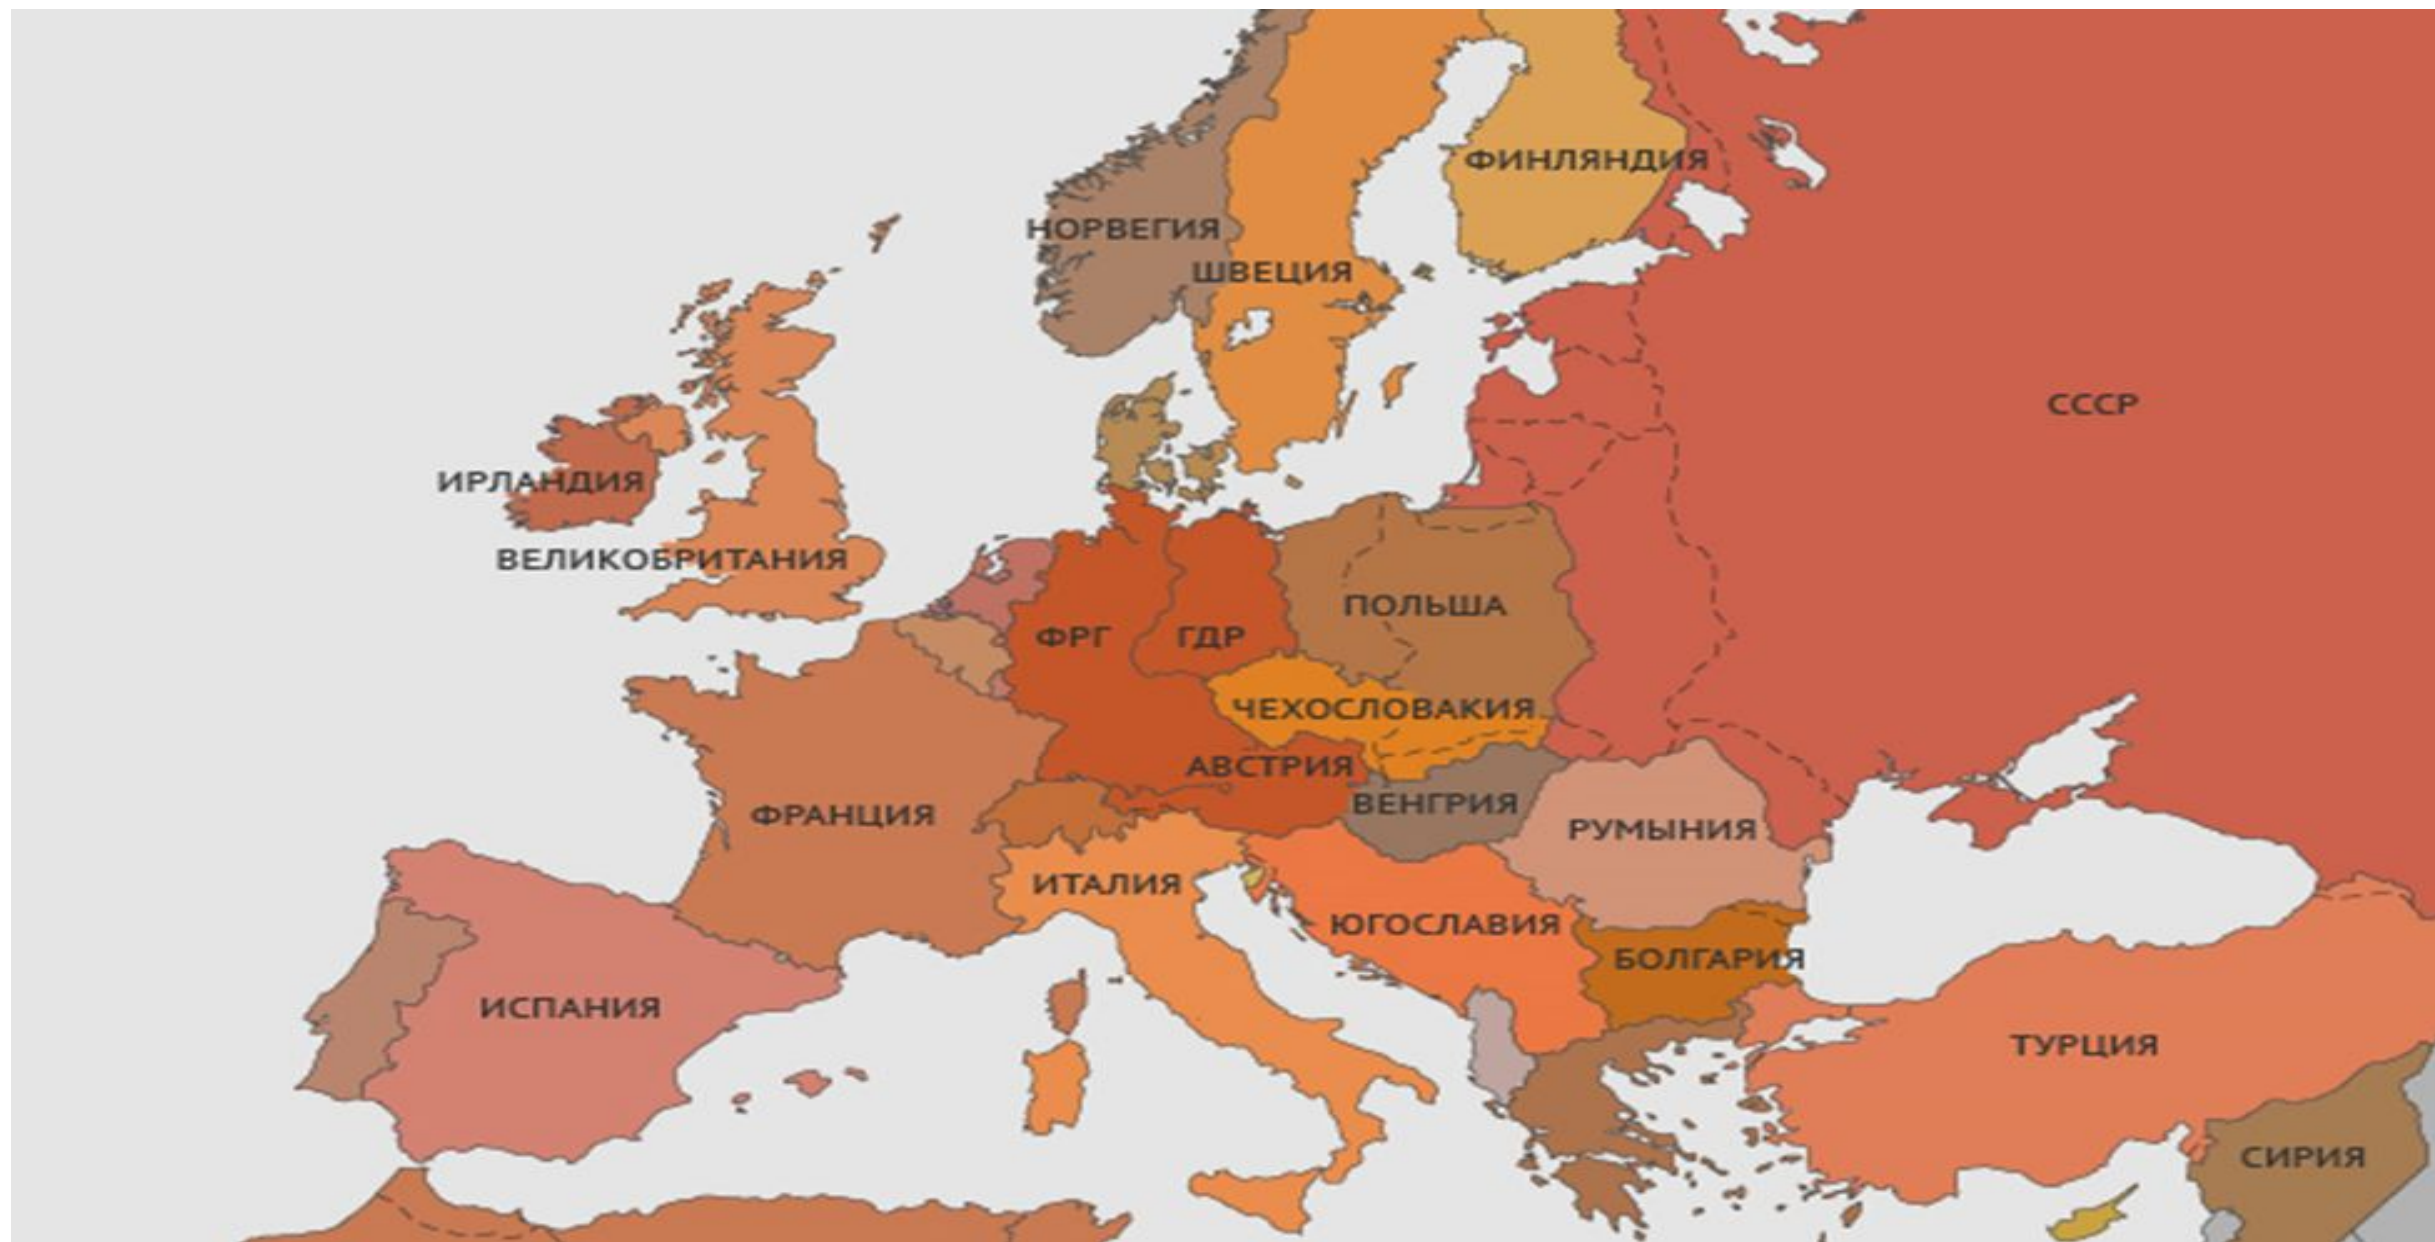 ФИНЛЯНДИЯ
НОРВЕГИЯ
ШВЕЦИЯ
СССР
ИРЛАНДИЯ
ВЕЛИКОБРИТАНИЯ
ПОЛЬША
ФРГ
ГДР
ЧЕХОСЛОВАКИЯ
АВСТРИЯ
ВЕНГРИЯ
ФРАНЦИЯ
РУМЫНИЯ
ИТАЛИЯ
ЮГОСЛАВИЯ
БОЛГАРИЯ
ИСПАНИЯ
ТУРЦИЯ
СИРИЯ